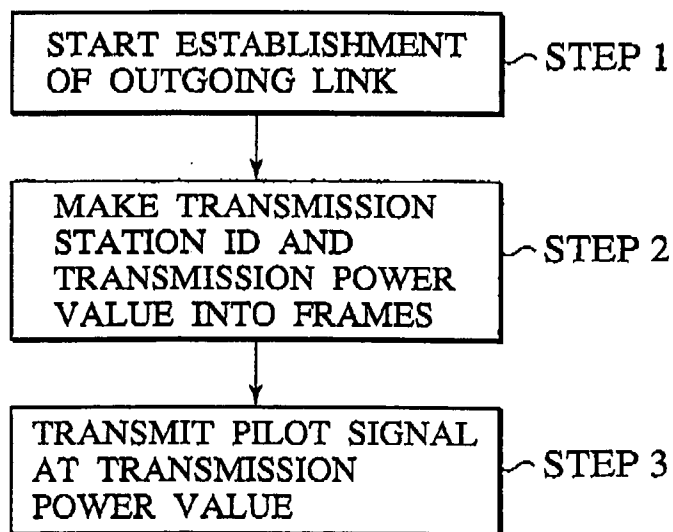 START ESTABLISHMENT
OF OUTGOING LINK
STEP 1
MAKE TRANSMISSION
STATION ID AND
TRANSMISSION POWER
VALUE INTO FRAMES
STEP 2
TRANSMIT PILOT SIGNAL
AT TRANSMISSION
POWER VALUE
STEP 3